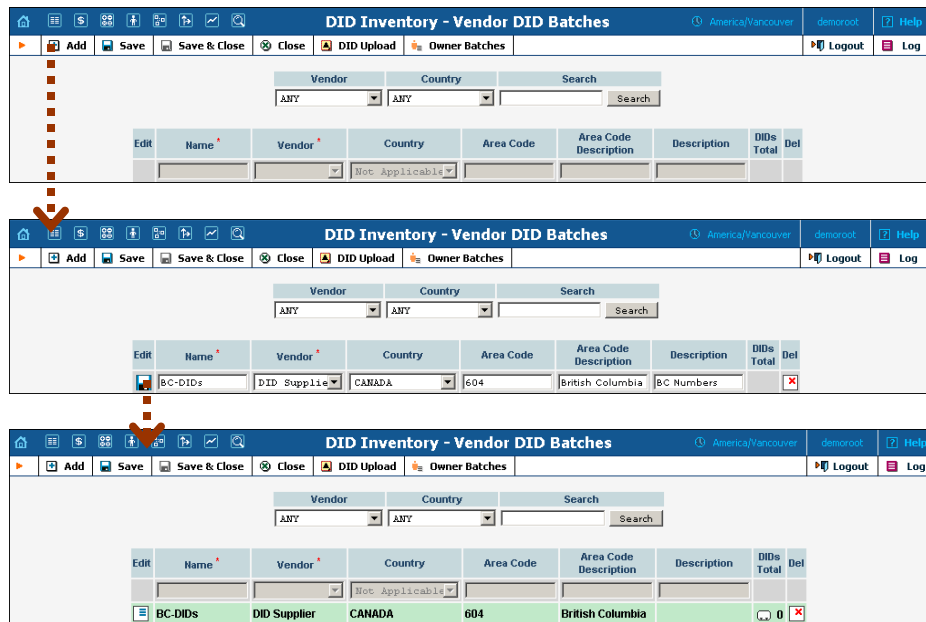 DID Inventory - Vendor DID Batches America/Vancouver demoroot Help
Add Save Save & Close Close DID Upload Owner Batches Logout Log
Vendor Country Search
ANY ANY Search
Edit Name * Vendor * Country Area Code Area Code Description Description DIDs Total Del
Not Applicable
DID Inventory - Vendor DID Batches America/Vancouver demoroot Help
Add Save Save & Close Close DID Upload Owner Batches Logout Log
Vendor Country Search
ANY ANY Search
Edit Name * Vendor * Country Area Code Area Code Description Description DIDs Total Del
BC-DIDs DID Supplie CANADA 604 British Columbia BC Numbers
DID Inventory - Vendor DID Batches America/Vancouver demoroot Help
Add Save Save & Close Close DID Upload Owner Batches Logout Log
Vendor Country Search
ANY ANY Search
Edit Name * Vendor * Country Area Code Area Code Description Description DIDs Total Del
Not Applicable
BC-DIDs DID Supplier CANADA 604 British Columbia 0